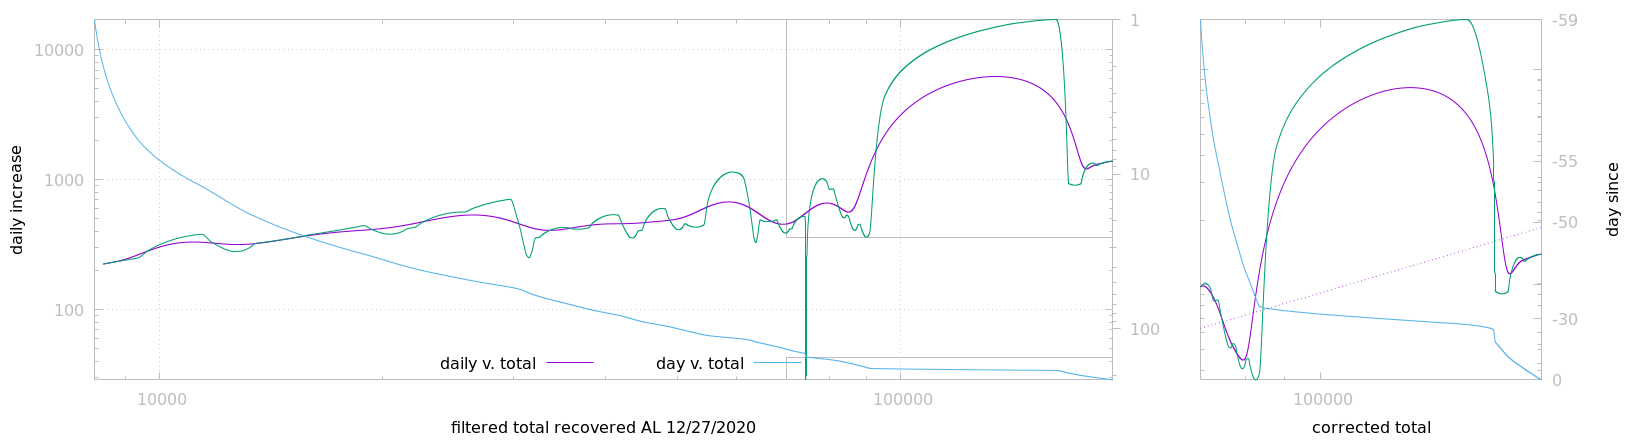 10000
1000
100
daily increase
daily v. total
day v. total
10000
100000
filtered total recovered AL 12/27/2020
1
10
100
100000
corrected total
-59
-55
-50
-30
0
day since